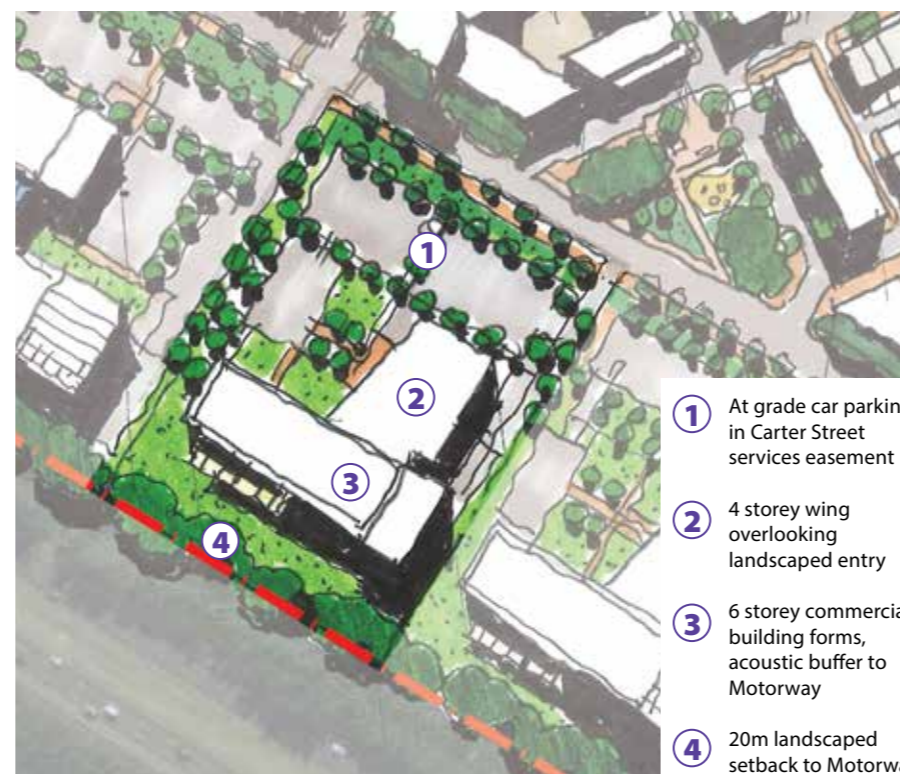 1
2
3
4
1 At grade car parkin
in Carter Street
services easement
2 4 storey wing
overlooking
landscaped entry
3 6 storey commercia
building forms,
acoustic buffer to
Motorway
4 20m landscaped
setback to Motorwa